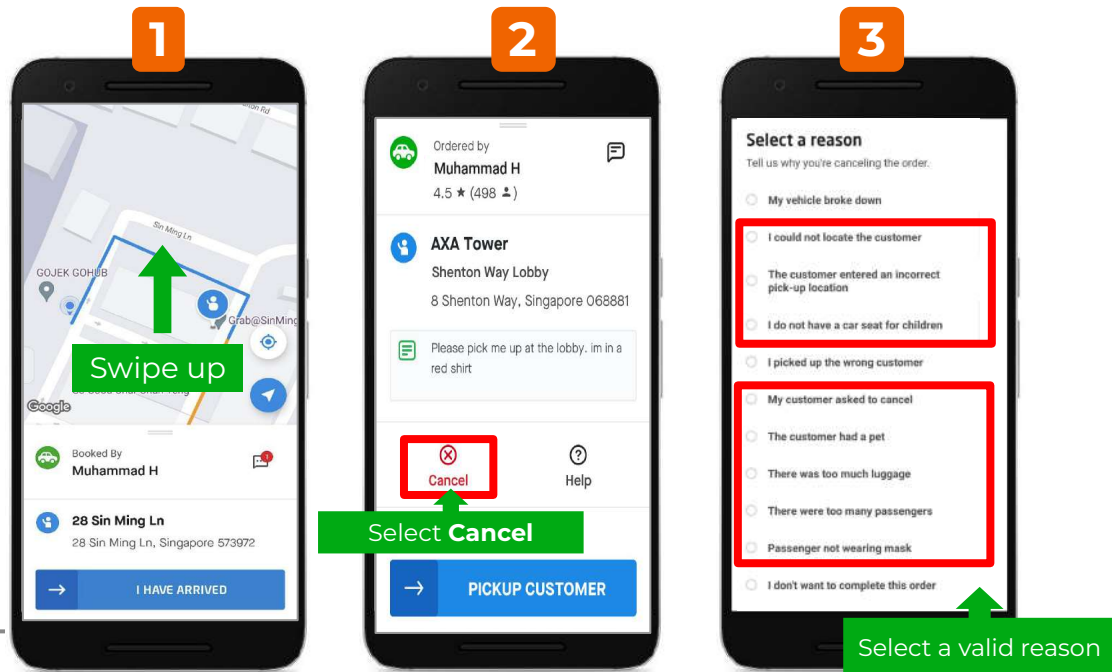 1
Sin Ming Ln
GOJEK GOHUB
Grab@SinMing
Swipe up
Google
Booked By
Muhammad H
28 Sin Ming Ln
28 Sin Ming Ln, Singapore 573972
I HAVE ARRIVED
2
Ordered by
Muhammad H
4.5 ★ (498)
AXA Tower
Shenton Way Lobby
8 Shenton Way, Singapore 068881
Please pick me up at the lobby. im in a
red shirt
Cancel
Help
Select Cancel
PICKUP CUSTOMER
3
Select a reason
Tell us why you're canceling the order.
My vehicle broke down
I could not locate the customer
The customer entered an incorrect
pick-up location
I do not have a car seat for children
I picked up the wrong customer
My customer asked to cancel
The customer had a pet
There was too much luggage
There were too many passengers
Passenger not wearing mask
I don't want to complete this order
Select a valid reason